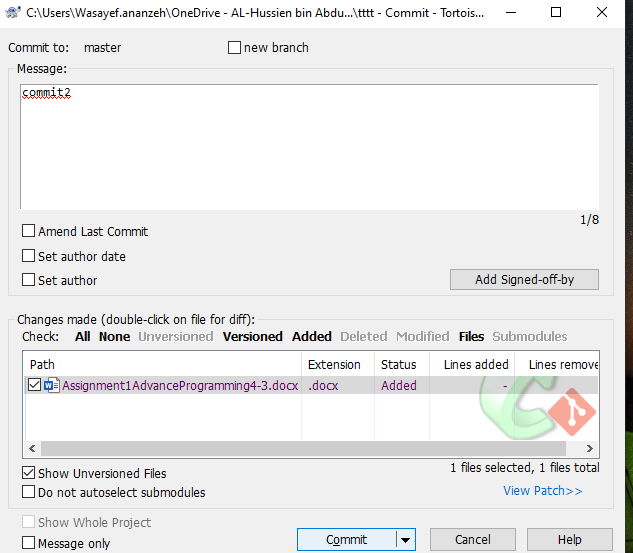 C:\Users\Wasayef.ananzeh\OneDrive - AL-Hussien bin Abdu...\tttt - Commit - Tortois...
Commit to: master new branch
Message:
commit2
1/8
Amend Last Commit
Set author date
Set author
Add Signed-off-by
Changes made (double-click on file for diff):
Check: All None Unversioned Versioned Added Deleted Modified Files Submodules
Path Extension Status Lines added Lines remove
Assignment1AdvanceProgramming4-3.docx .docx Added -
Show Unversioned Files 1 files selected, 1 files total
Do not autoselect submodules View Patch>>
Show Whole Project
Message only
Commit Cancel Help